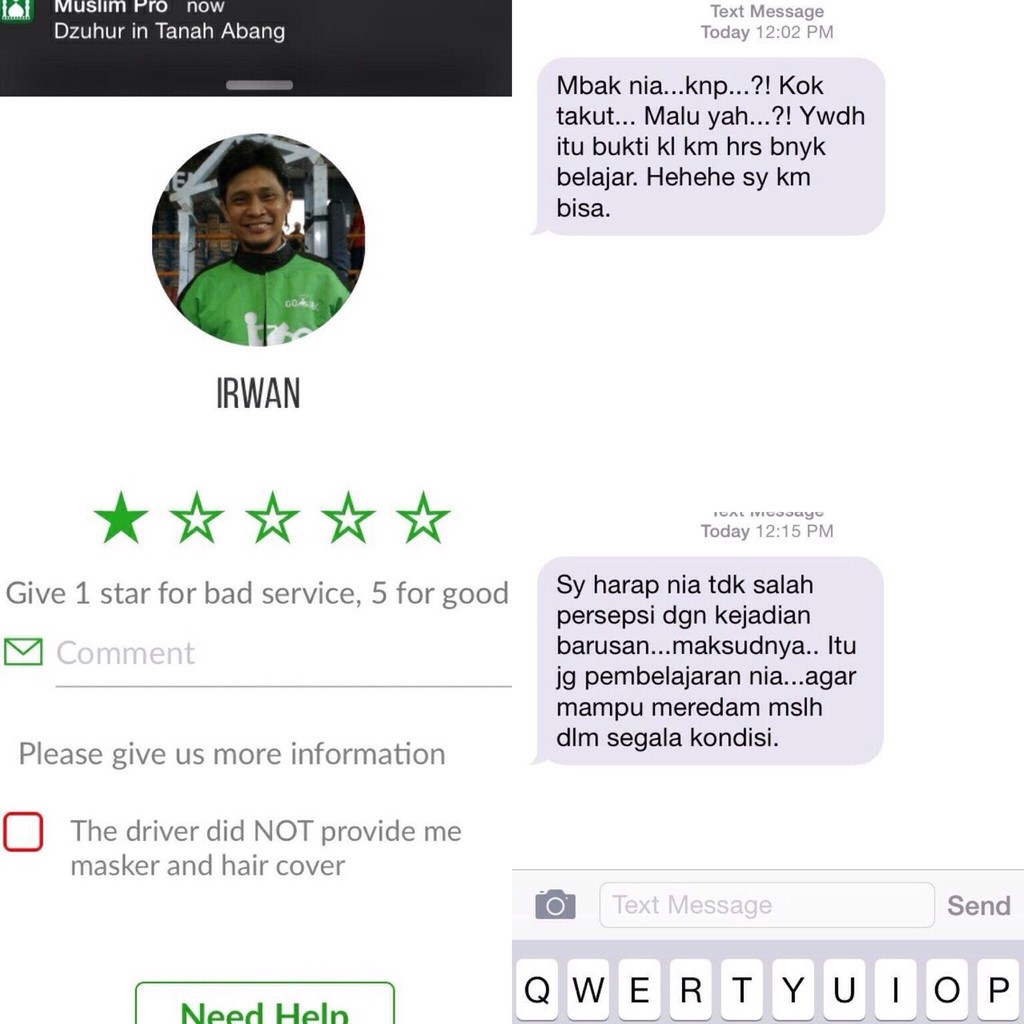 Muslim Pro now
Dzuhur in Tanah Abang
IRWAN
Give 1 star for bad service, 5 for good
Comment
Please give us more information
The driver did NOT provide me
masker and hair cover
Need Help
Text Message
Today 12:02 PM
Mbak nia...knp...?! Kok
takut... Malu yah...?! Ywdh
itu bukti kl km hrs bnyk
belajar. Hehehe sy km
bisa.
Text Message
Today 12:15 PM
Sy harap nia tdk salah
persepsi dgn kejadian
barusan...maksudnya.. Itu
jg pembelajaran nia...agar
mampu meredam mslh
dlm segala kondisi.
Text Message
Send
Q W E R T Y U I O P